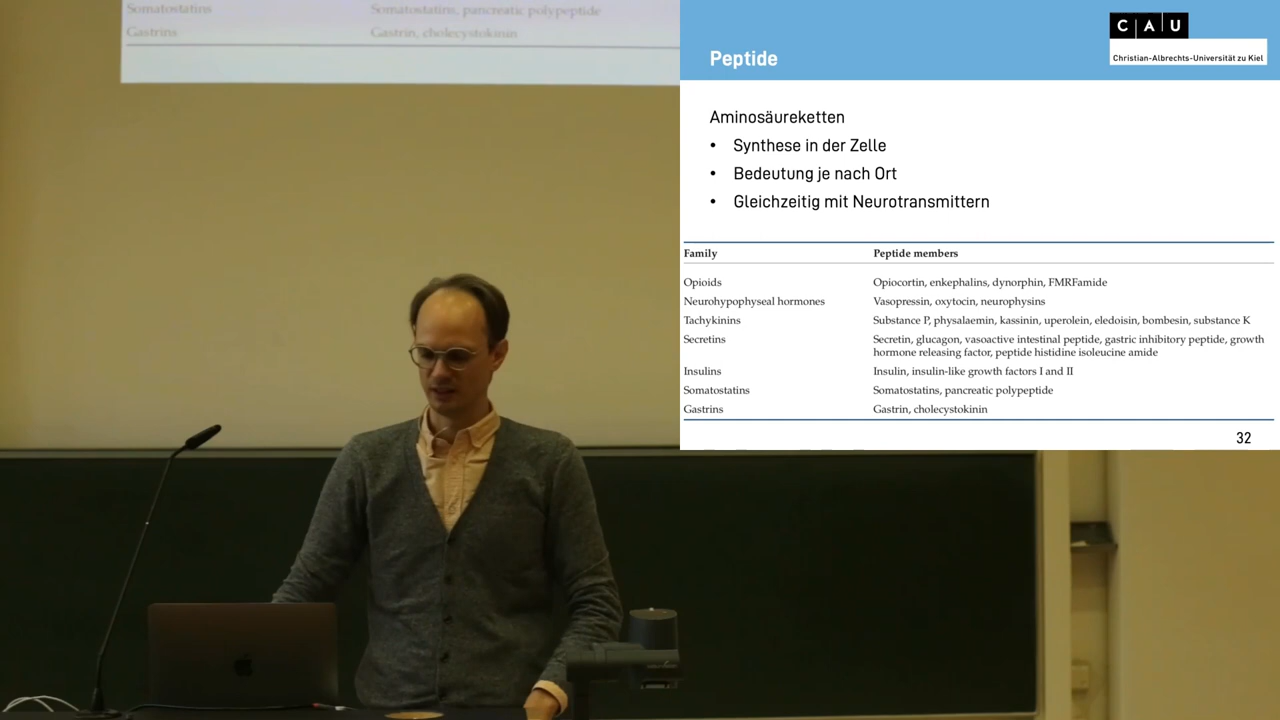 Somatostatins Somatostatins, pancreatic polypeptide
Gastrins Gastrin, cholecystokinin
C A U
Christian-Albrechts-Universität zu Kiel
Peptide
Aminosäureketten
• Synthese in der Zelle
• Bedeutung je nach Ort
• Gleichzeitig mit Neurotransmittern
Family Peptide members
Opioids Opiocortin, enkephalins, dynorphin, FMRFamide
Neurohypophyseal hormones Vasopressin, oxytocin, neurophysins
Tachykinins Substance P, physalaemin, kassinin, uperolein, eledoisin, bombesin, substance K
Secretins Secretin, glucagon, vasoactive intestinal peptide, gastric inhibitory peptide, growth
hormone releasing factor, peptide histidine isoleucine amide
Insulins Insulin, insulin-like growth factors I and II
Somatostatins Somatostatins, pancreatic polypeptide
Gastrins Gastrin, cholecystokinin
32